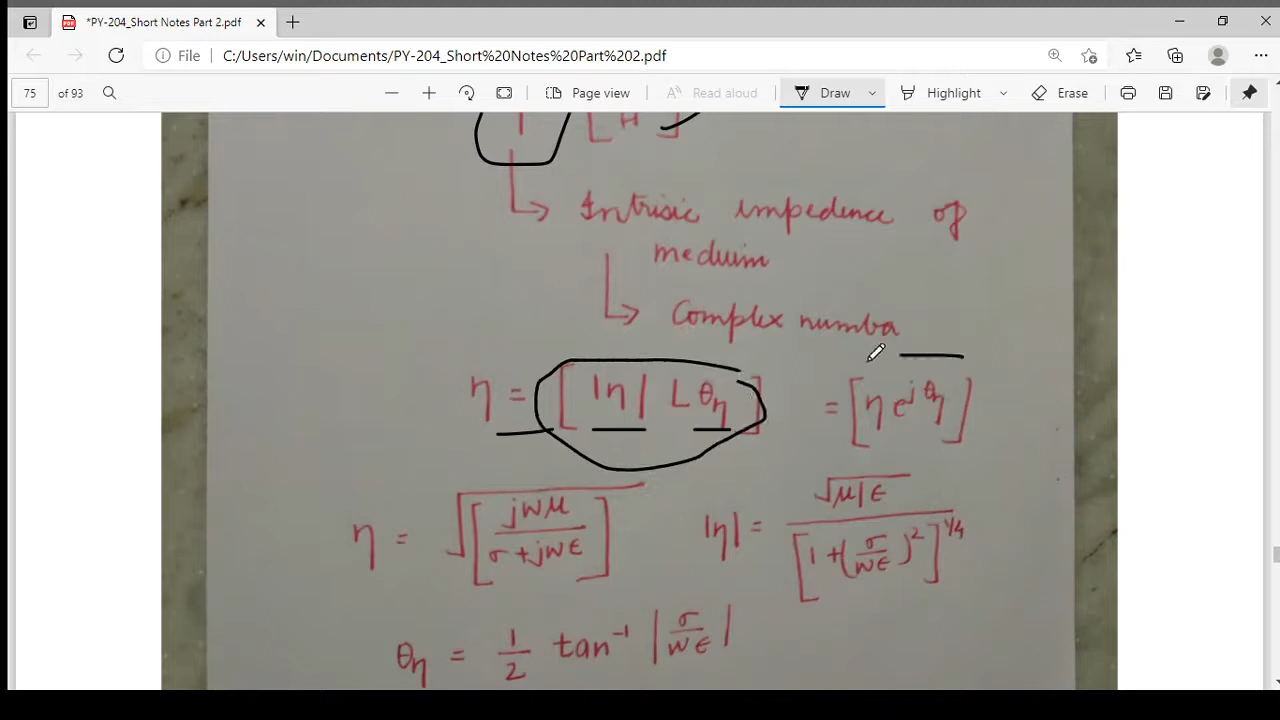 *PY-204_Short Notes Part 2.pdf
File C:/Users/win/Documents/PY-204_Short%20Notes%20Part%202.pdf
75 of 93 Page view Read aloud Draw Highlight Erase
[H]
Intrisic impedence of
meduim
Complex numba
η = [ |η| ∠θη ] = [η e^jθη]
η = √[jωμ / σ+jωε] |η| = √μ/ε / [1+(σ/ωε)²]^1/4
θη = 1/2 tan⁻¹ |σ/ωε|